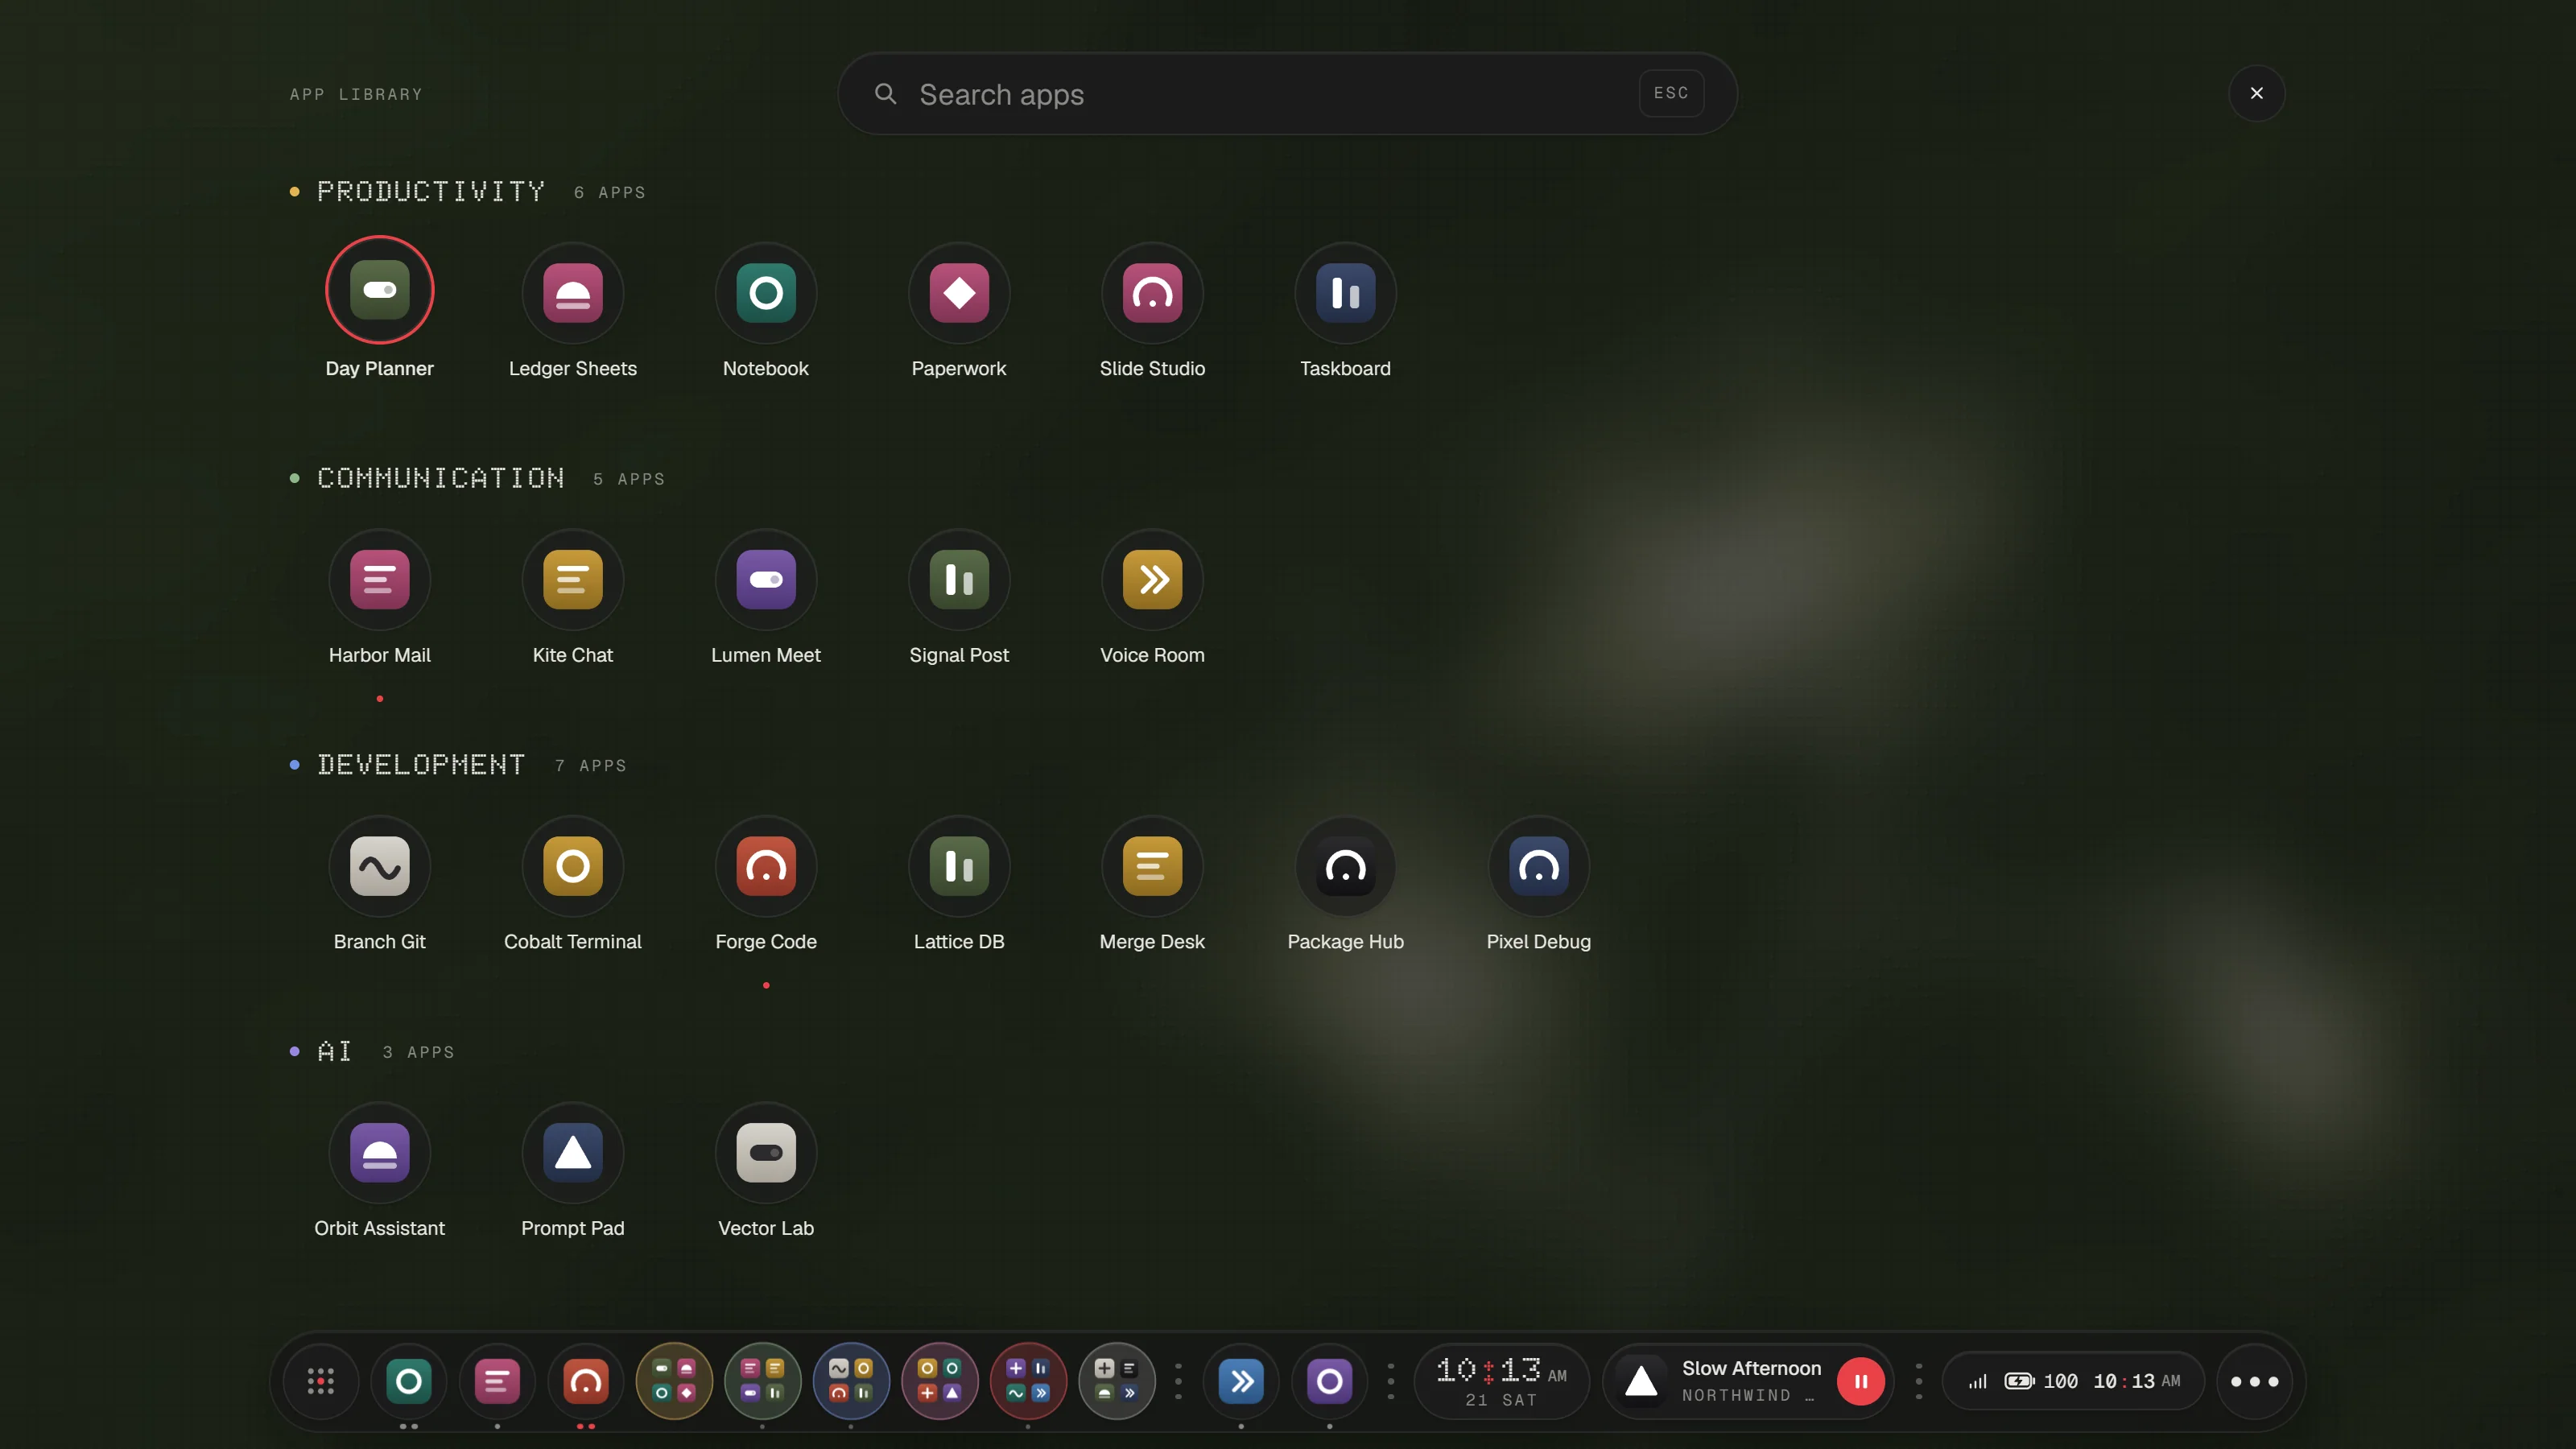 APP LIBRARY
Search apps
ESC
PRODUCTIVITY 6 APPS
Day Planner
Ledger Sheets
Notebook
Paperwork
Slide Studio
Taskboard
COMMUNICATION 5 APPS
Harbor Mail
Kite Chat
Lumen Meet
Signal Post
Voice Room
DEVELOPMENT 7 APPS
Branch Git
Cobalt Terminal
Forge Code
Lattice DB
Merge Desk
Package Hub
Pixel Debug
AI 3 APPS
Orbit Assistant
Prompt Pad
Vector Lab
10:13 AM
21 SAT
Slow Afternoon
NORTHWIND …
100 10:13 AM